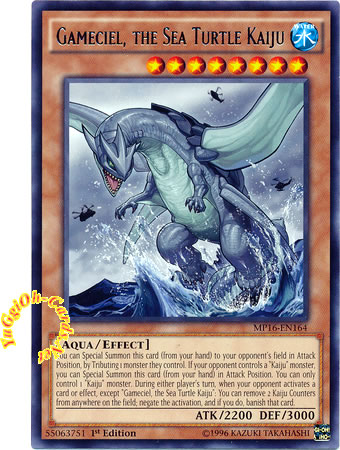 GAMECIEL, THE SEA TURTLE KAIJU
WATER
水
MP16-EN164
[AQUA / EFFECT]
You can Special Summon this card (from your hand) to your opponent's field in Attack
Position, by Tributing 1 monster they control. If your opponent controls a "Kaiju" monster,
you can Special Summon this card (from your hand) in Attack Position. You can only
control 1 "Kaiju" monster. During either player's turn, when your opponent activates a
card or effect, except "Gameciel, the Sea Turtle Kaiju": You can remove 2 Kaiju Counters
from anywhere on the field; negate the activation, and if you do, banish that card.
ATK/2200 DEF/3000
55063751 1st Edition ©1996 KAZUKI TAKAHASHI